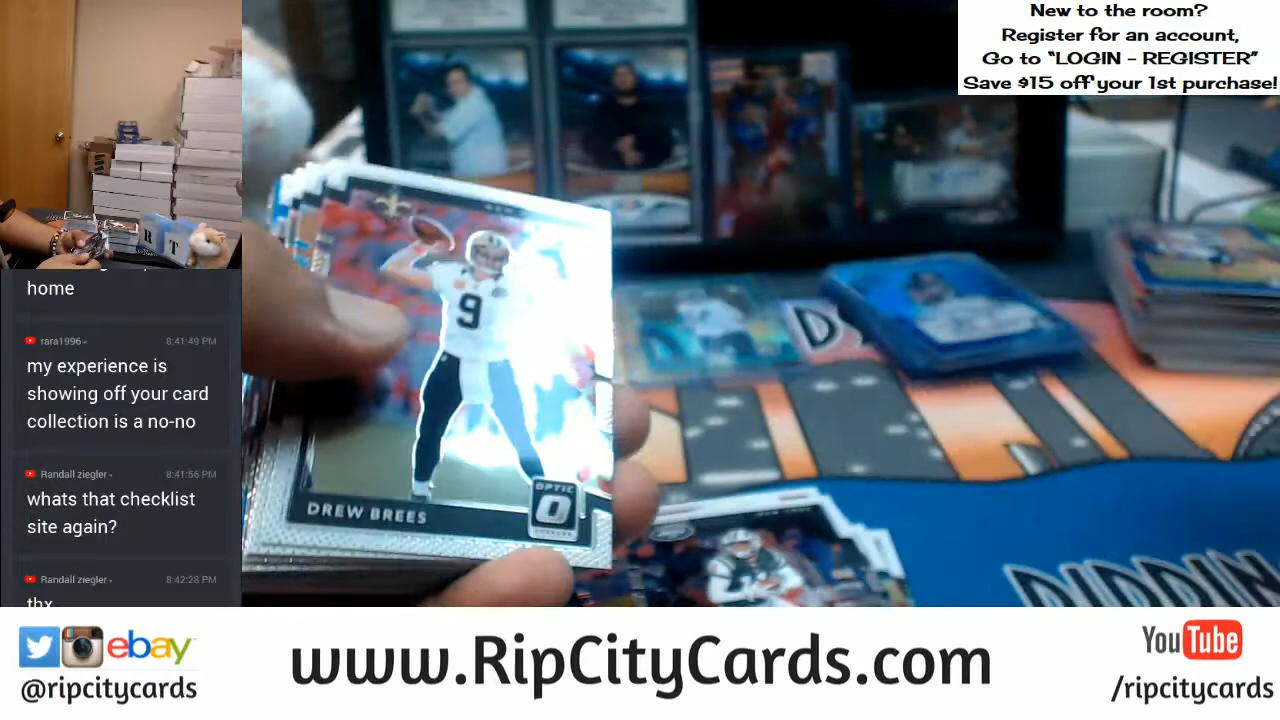 New to the room?
Register for an account,
Go to “LOGIN - REGISTER”
Save $15 off your 1st purchase!
R T
home
rara1996
8:41:49 PM
my experience is
showing off your card
collection is a no-no
Randall ziegler
8:41:56 PM
whats that checklist
site again?
Randall ziegler
8:42:28 PM
thx
9
DREW BREES
OPTIC
ebay
@ripcitycards
www.RipCityCards.com
YouTube
/ripcitycards